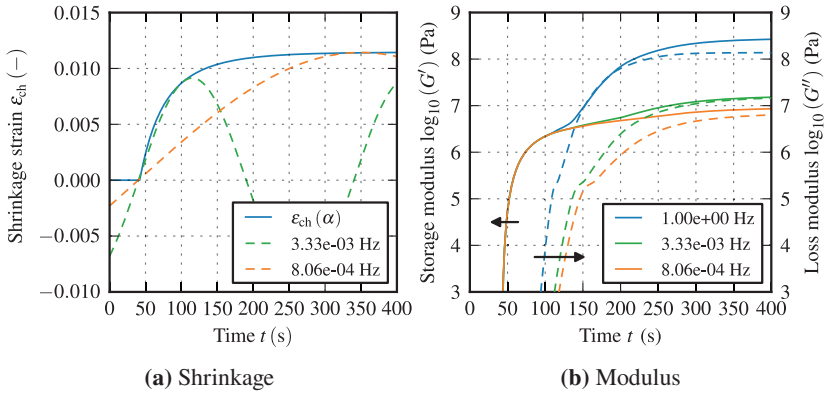 0.015
0.010
0.005
0.000
−0.005
−0.010
Shrinkage strain εch (−)
0 50 100 150 200 250 300 350 400
Time t (s)
εch (α)
3.33e-03 Hz
8.06e-04 Hz
(a) Shrinkage
9
8
7
6
5
4
3
Storage modulus log10 (G′) (Pa)
0 50 100 150 200 250 300 350 400
Time t (s)
1.00e+00 Hz
3.33e-03 Hz
8.06e-04 Hz
9
8
7
6
5
4
3
Loss modulus log10 (G′′) (Pa)
(b) Modulus